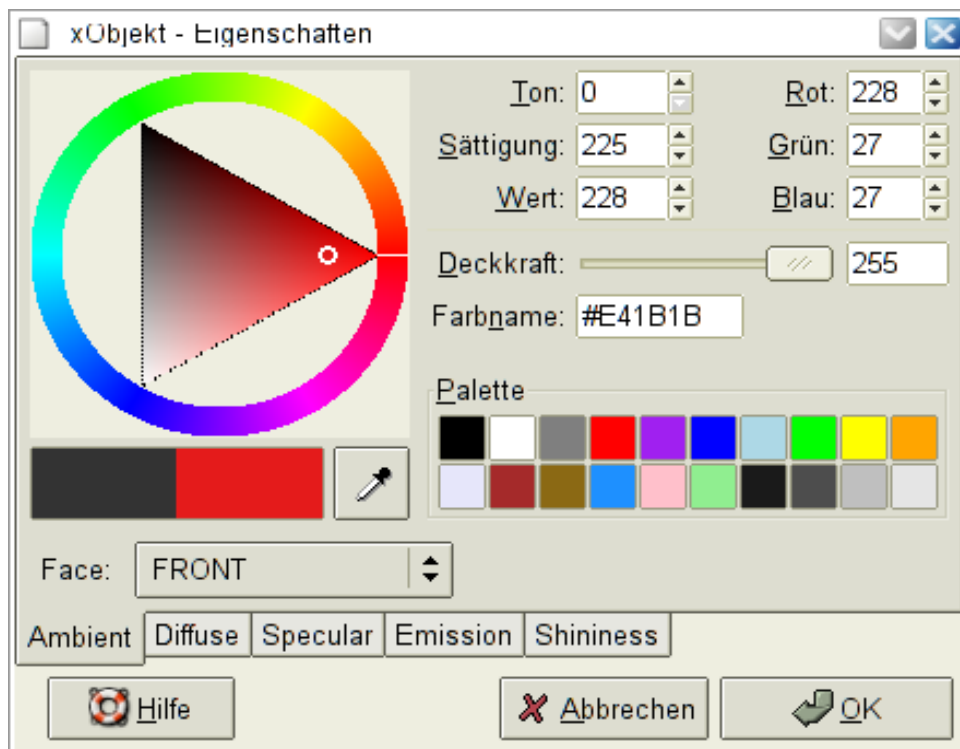 xObjekt - Eigenschaften
Ton: 0 Rot: 228
Sättigung: 225 Grün: 27
Wert: 228 Blau: 27
Deckkraft: 255
Farbname: #E41B1B
Palette
Face: FRONT
Ambient Diffuse Specular Emission Shininess
Hilfe Abbrechen OK